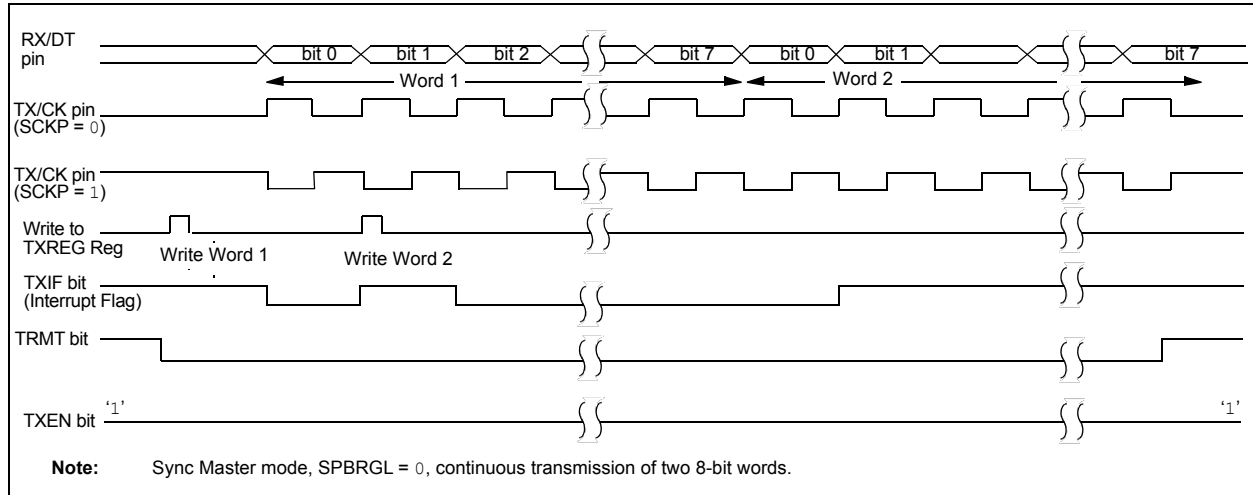 RX/DT
pin
bit 0 bit 1 bit 2 bit 7 bit 0 bit 1 bit 7
Word 1 Word 2
TX/CK pin
(SCKP = 0)
TX/CK pin
(SCKP = 1)
Write to
TXREG Reg
Write Word 1 Write Word 2
TXIF bit
(Interrupt Flag)
TRMT bit
TXEN bit ‘1’ ‘1’
Note: Sync Master mode, SPBRGL = 0, continuous transmission of two 8-bit words.